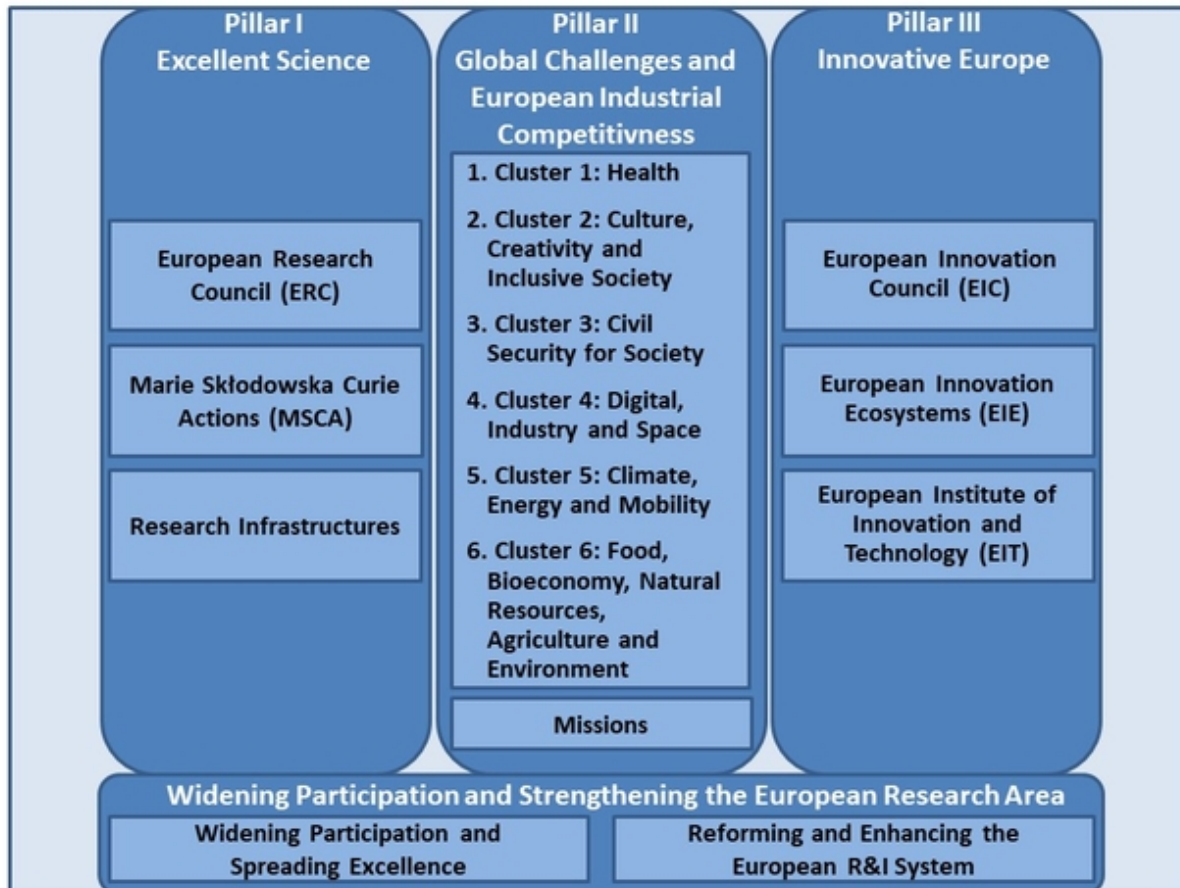 Pillar I
Excellent Science
European Research
Council (ERC)
Marie Skłodowska Curie
Actions (MSCA)
Research Infrastructures
Pillar II
Global Challenges and
European Industrial
Competitivness
1. Cluster 1: Health
2. Cluster 2: Culture,
Creativity and
Inclusive Society
3. Cluster 3: Civil
Security for Society
4. Cluster 4: Digital,
Industry and Space
5. Cluster 5: Climate,
Energy and Mobility
6. Cluster 6: Food,
Bioeconomy, Natural
Resources,
Agriculture and
Environment
Missions
Pillar III
Innovative Europe
European Innovation
Council (EIC)
European Innovation
Ecosystems (EIE)
European Institute of
Innovation and
Technology (EIT)
Widening Participation and Strengthening the European Research Area
Widening Participation and
Spreading Excellence
Reforming and Enhancing the
European R&I System